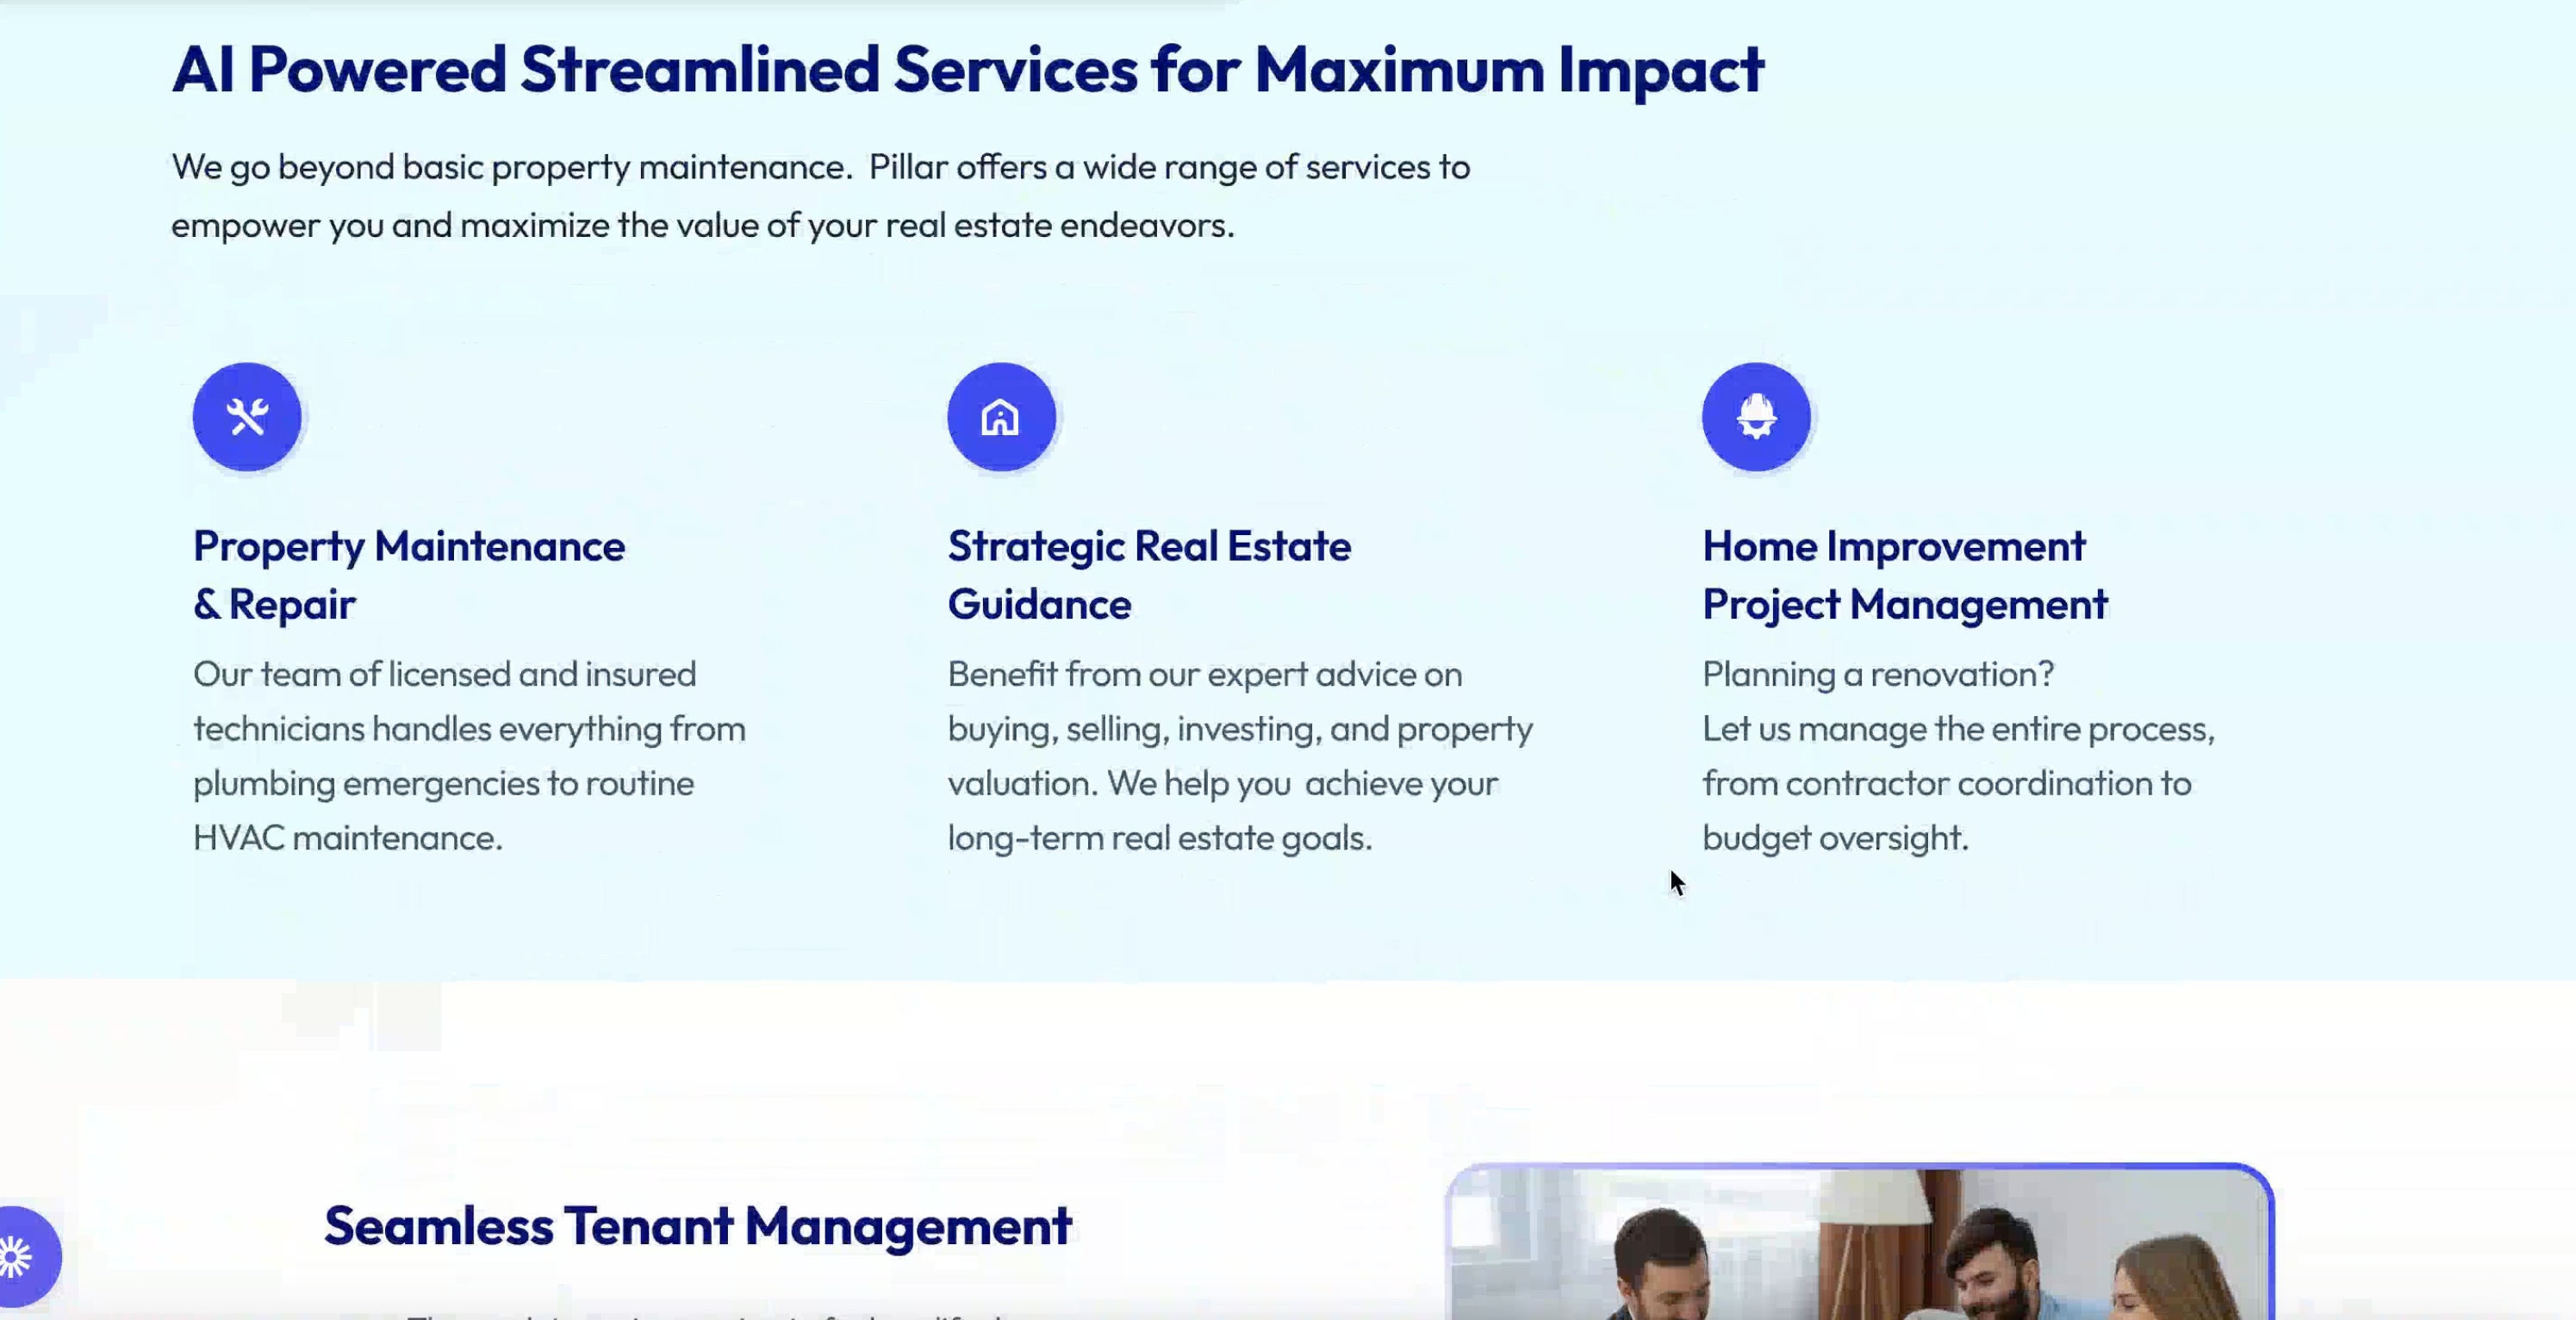 AI Powered Streamlined Services for Maximum Impact
We go beyond basic property maintenance.  Pillar offers a wide range of services to
empower you and maximize the value of your real estate endeavors.
Property Maintenance
& Repair
Our team of licensed and insured
technicians handles everything from
plumbing emergencies to routine
HVAC maintenance.
Strategic Real Estate
Guidance
Benefit from our expert advice on
buying, selling, investing, and property
valuation. We help you  achieve your
long-term real estate goals.
Home Improvement
Project Management
Planning a renovation?
Let us manage the entire process,
from contractor coordination to
budget oversight.
Seamless Tenant Management